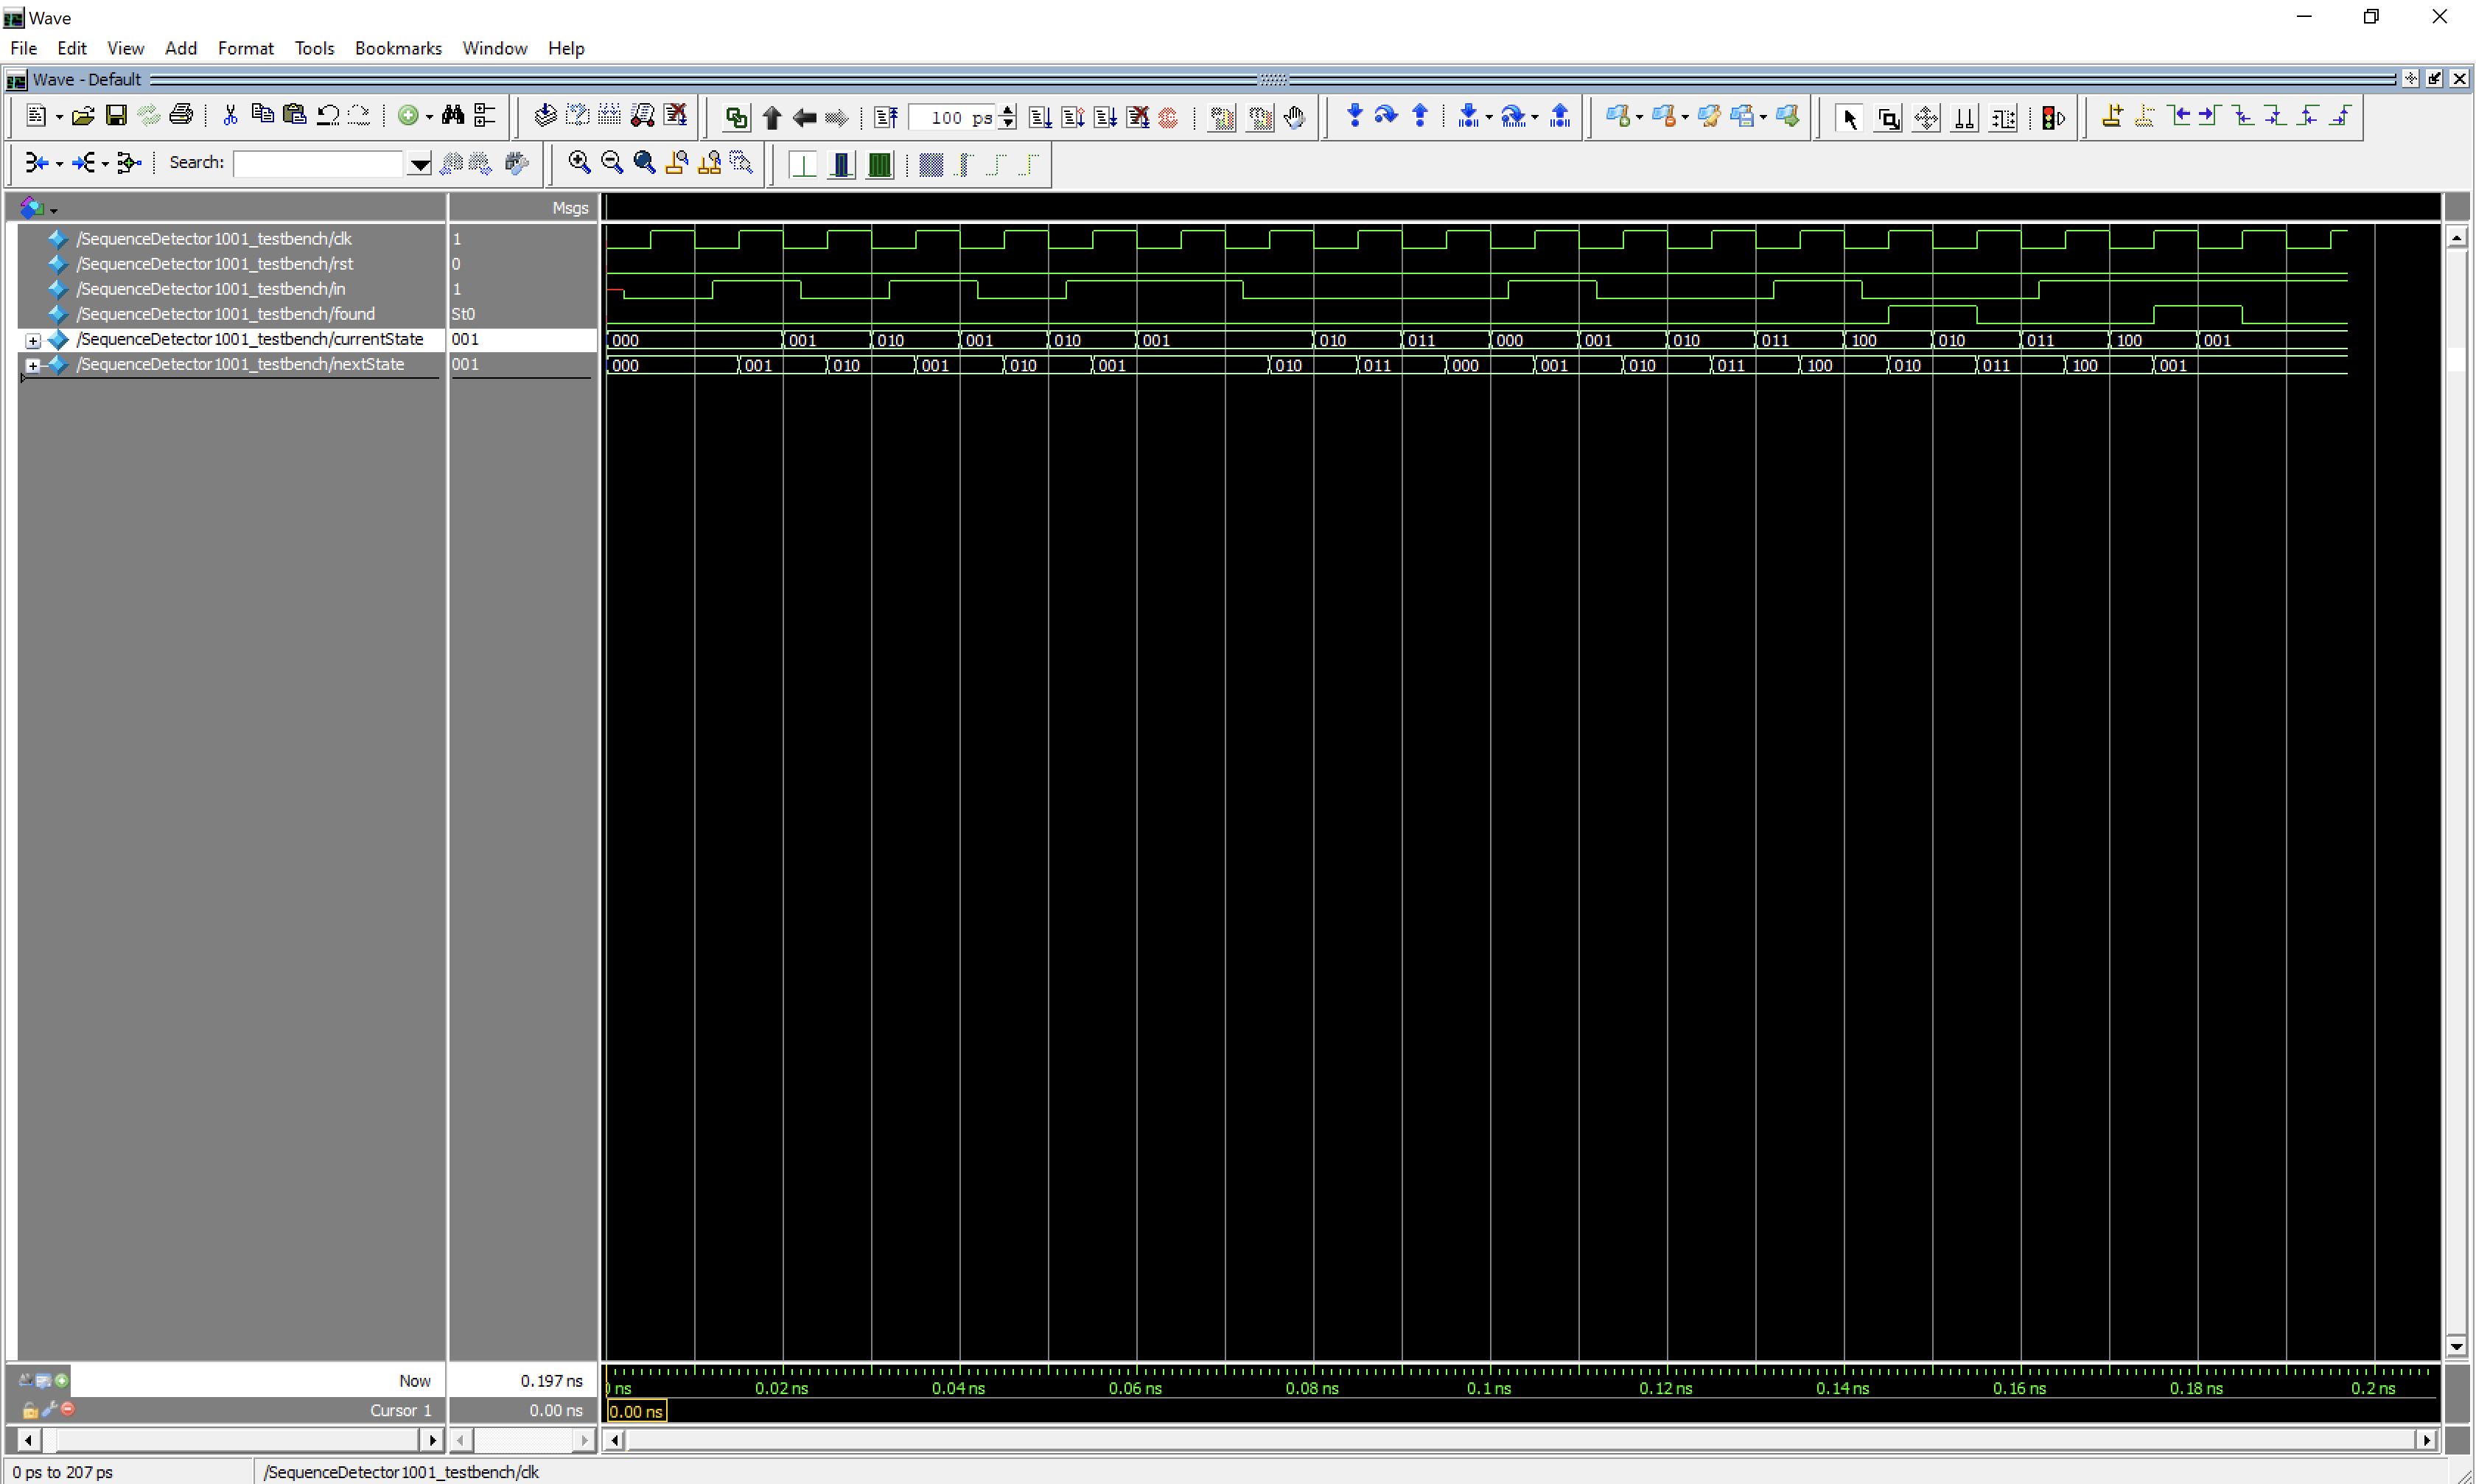 Wave
File Edit View Add Format Tools Bookmarks Window Help
Wave - Default
100 ps
Search:
Msgs
/SequenceDetector1001_testbench/clk 1
/SequenceDetector1001_testbench/rst 0
/SequenceDetector1001_testbench/in 1
/SequenceDetector1001_testbench/found St0
/SequenceDetector1001_testbench/currentState 001 000 001 010 001 010 001 010 011 000 001 010 011 100 010 011 100 001
/SequenceDetector1001_testbench/nextState 001 000 001 010 001 010 001 010 011 000 001 010 011 100 010 011 100 001
Now 0.197 ns ns 0.02 ns 0.04 ns 0.06 ns 0.08 ns 0.1 ns 0.12 ns 0.14 ns 0.16 ns 0.18 ns 0.2 ns
Cursor 1 0.00 ns 0.00 ns
0 ps to 207 ps /SequenceDetector1001_testbench/clk